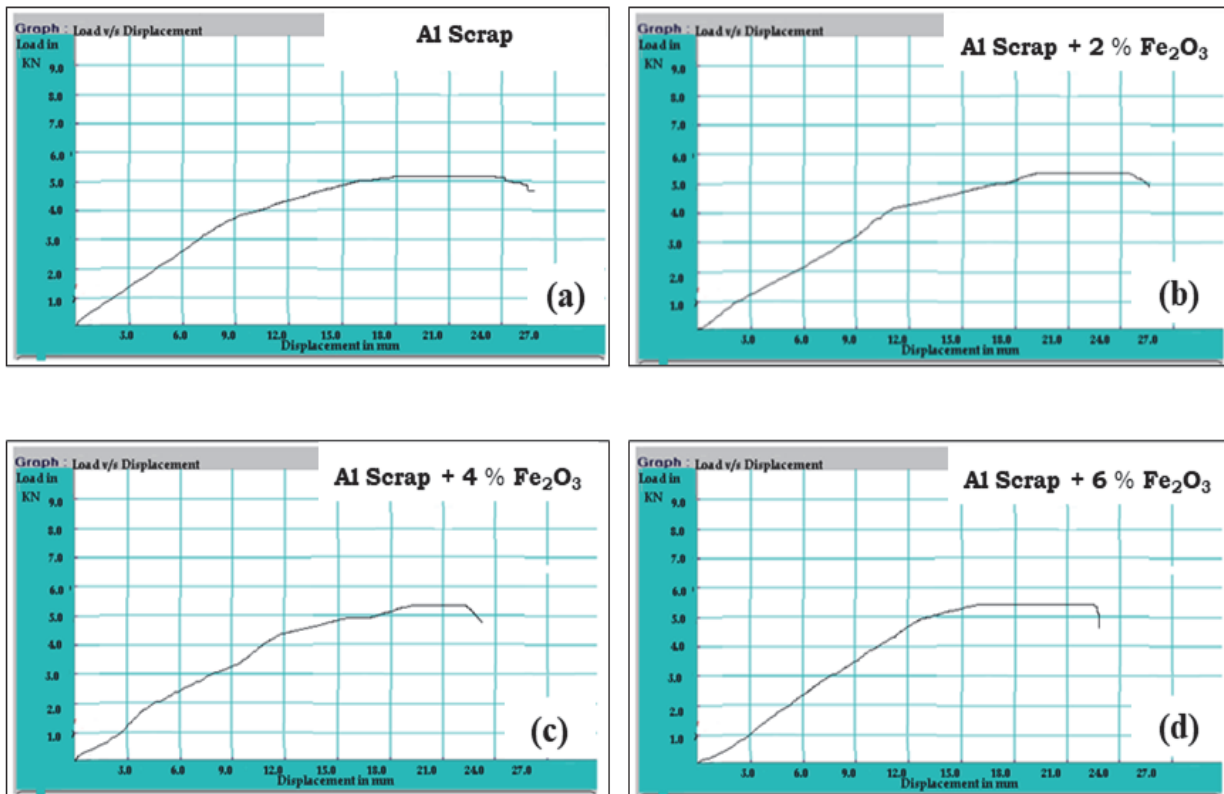 Graph : Load v/s Displacement
Al Scrap
Load in
KN
9.0
8.0
7.0
6.0
5.0
4.0
3.0
2.0
1.0
(a)
3.0 6.0 9.0 12.0 15.0 18.0 21.0 24.0 27.0
Displacement in mm
Graph : Load v/s Displacement
Al Scrap + 2 % Fe₂O₃
Load in
KN
9.0
8.0
7.0
6.0
5.0
4.0
3.0
2.0
1.0
(b)
3.0 6.0 9.0 12.0 15.0 18.0 21.0 24.0 27.0
Displacement in mm
Graph : Load v/s Displacement
Al Scrap + 4 % Fe₂O₃
Load in
KN
9.0
8.0
7.0
6.0
5.0
4.0
3.0
2.0
1.0
(c)
3.0 6.0 9.0 12.0 15.0 18.0 21.0 24.0 27.0
Displacement in mm
Graph : Load v/s Displacement
Al Scrap + 6 % Fe₂O₃
Load in
KN
9.0
8.0
7.0
6.0
5.0
4.0
3.0
2.0
1.0
(d)
3.0 6.0 9.0 12.0 15.0 18.0 21.0 24.0 27.0
Displacement in mm